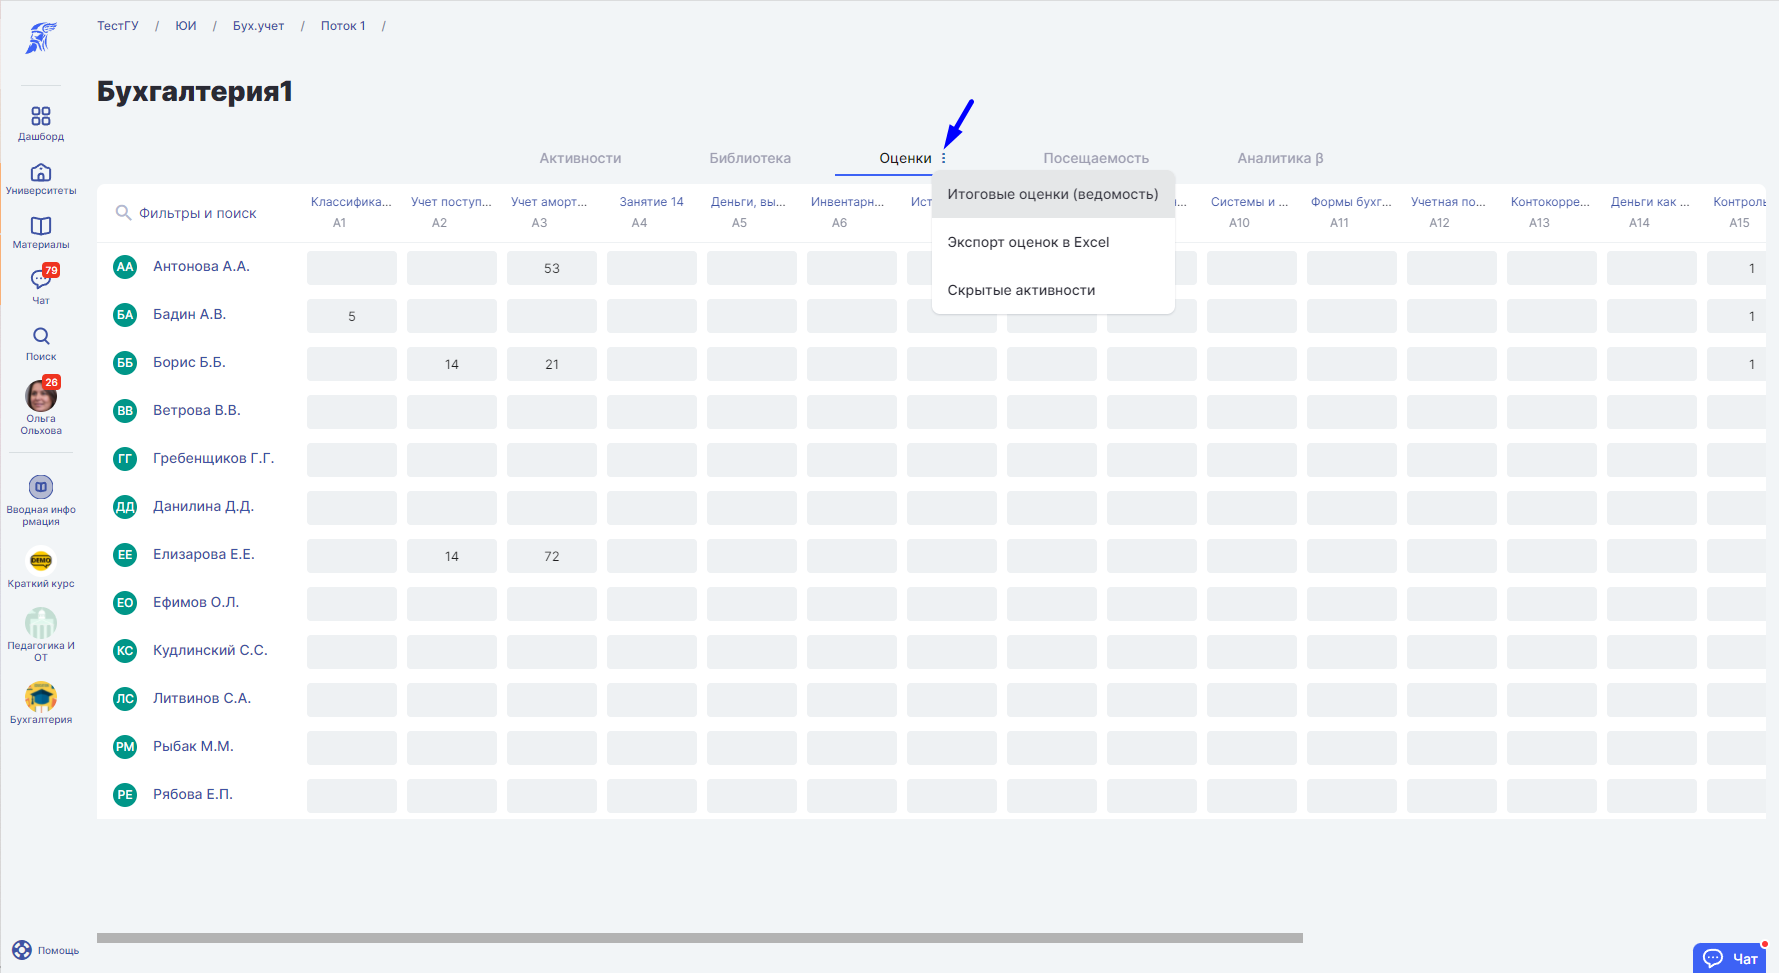 ТестГУ / ЮИ / Бух.учет / Поток 1 /
Бухгалтерия1
Дашборд
Университеты
Материалы
79
Чат
Поиск
26
Ольга
Ольхова
Вводная инфо
рмация
DEMO
Краткий курс
Педагогика И
ОТ
Бухгалтерия
Помощь
Активности Библиотека Оценки Посещаемость Аналитика β
Итоговые оценки (ведомость)
Экспорт оценок в Excel
Скрытые активности
Фильтры и поиск
Классифика... Учет поступ... Учет аморт... Занятие 14 Деньги, вы... Инвентарн... Ист Системы и ... Формы бухг... Учетная по... Контокорре... Деньги как ... Контроль
A1 A2 A3 A4 A5 A6 A10 A11 A12 A13 A14 A15
АА Антонова А.А. 53 1
БА Бадин А.В. 5 1
ББ Борис Б.Б. 14 21 1
ВВ Ветрова В.В.
ГГ Гребенщиков Г.Г.
ДД Данилина Д.Д.
ЕЕ Елизарова Е.Е. 14 72
ЕО Ефимов О.Л.
КС Кудлинский С.С.
ЛС Литвинов С.А.
РМ Рыбак М.М.
РЕ Рябова Е.П.
Чат